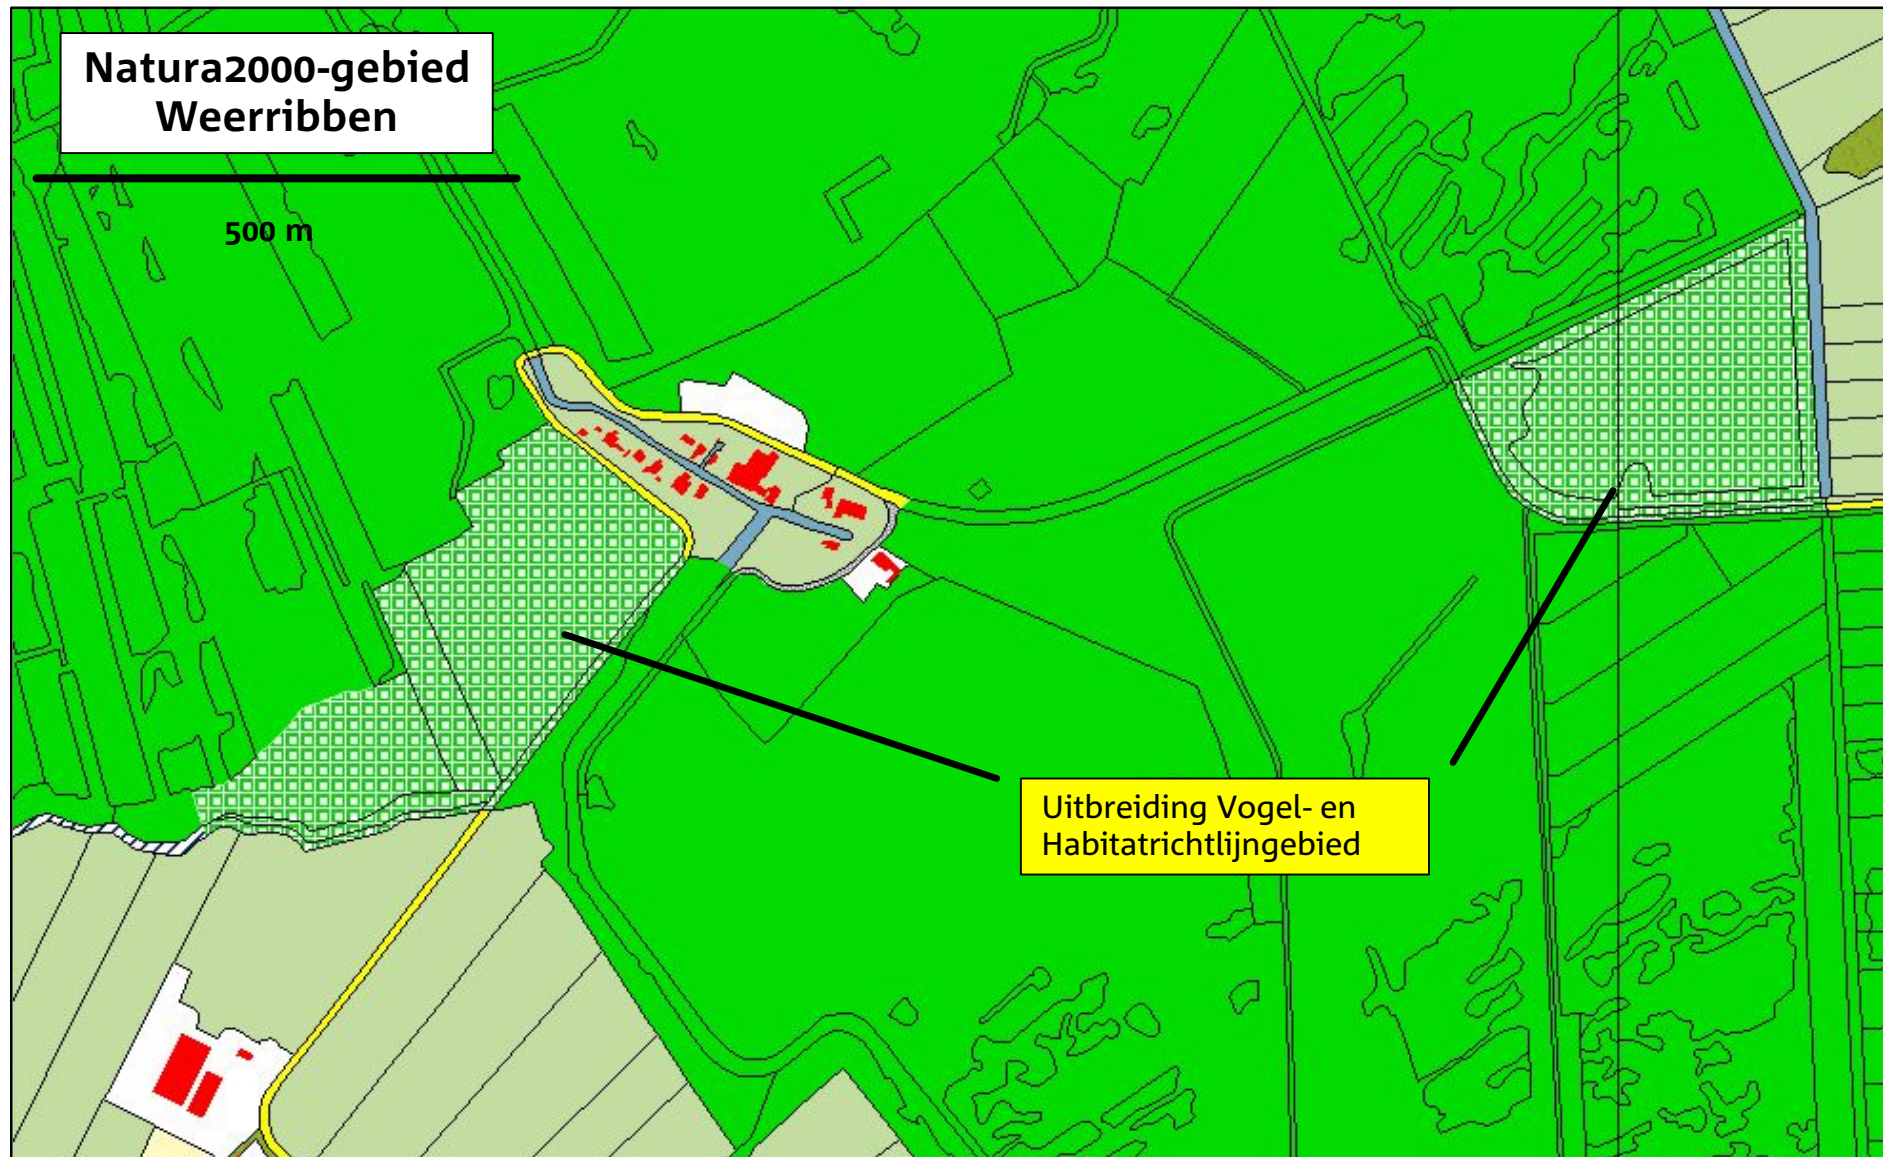 Natura2000-gebied
Weerribben
500 m
Uitbreiding Vogel- en
Habitatrichtlijngebied